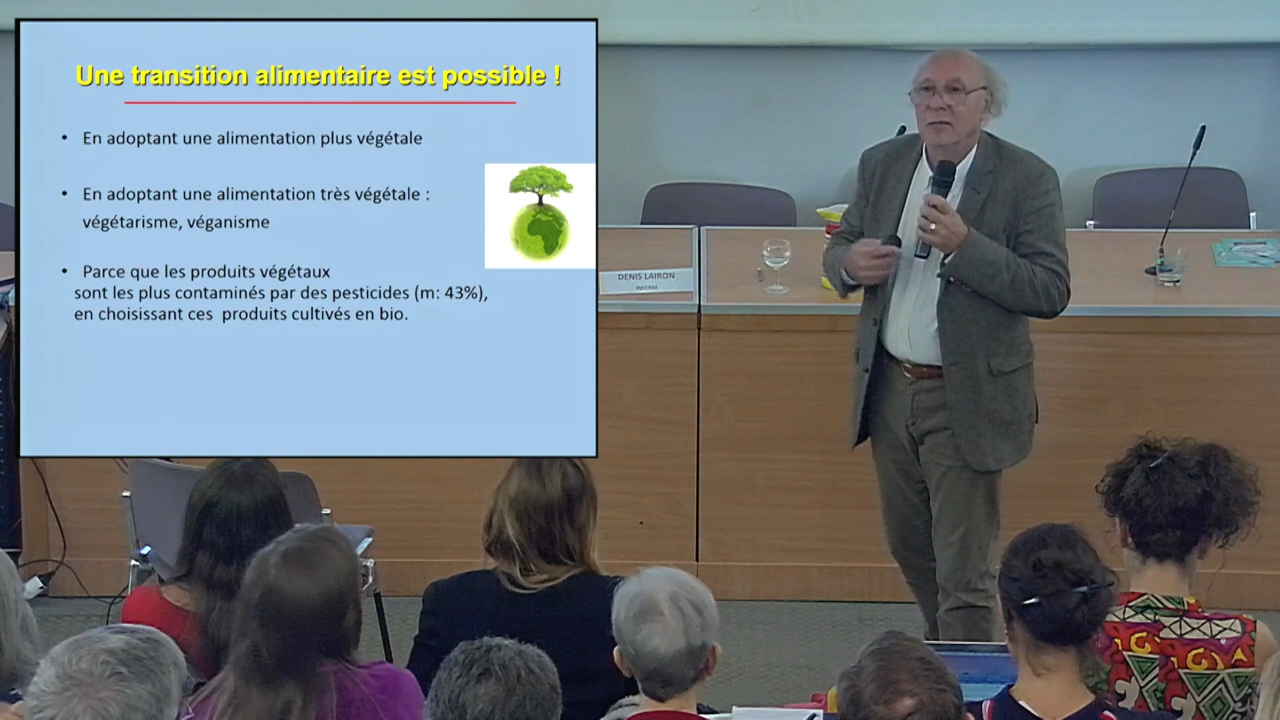 Une transition alimentaire est possible !
• En adoptant une alimentation plus végétale
• En adoptant une alimentation très végétale :
végétarisme, véganisme
• Parce que les produits végétaux
sont les plus contaminés par des pesticides (m: 43%),
en choisissant ces produits cultivés en bio.
DENIS LAIRON